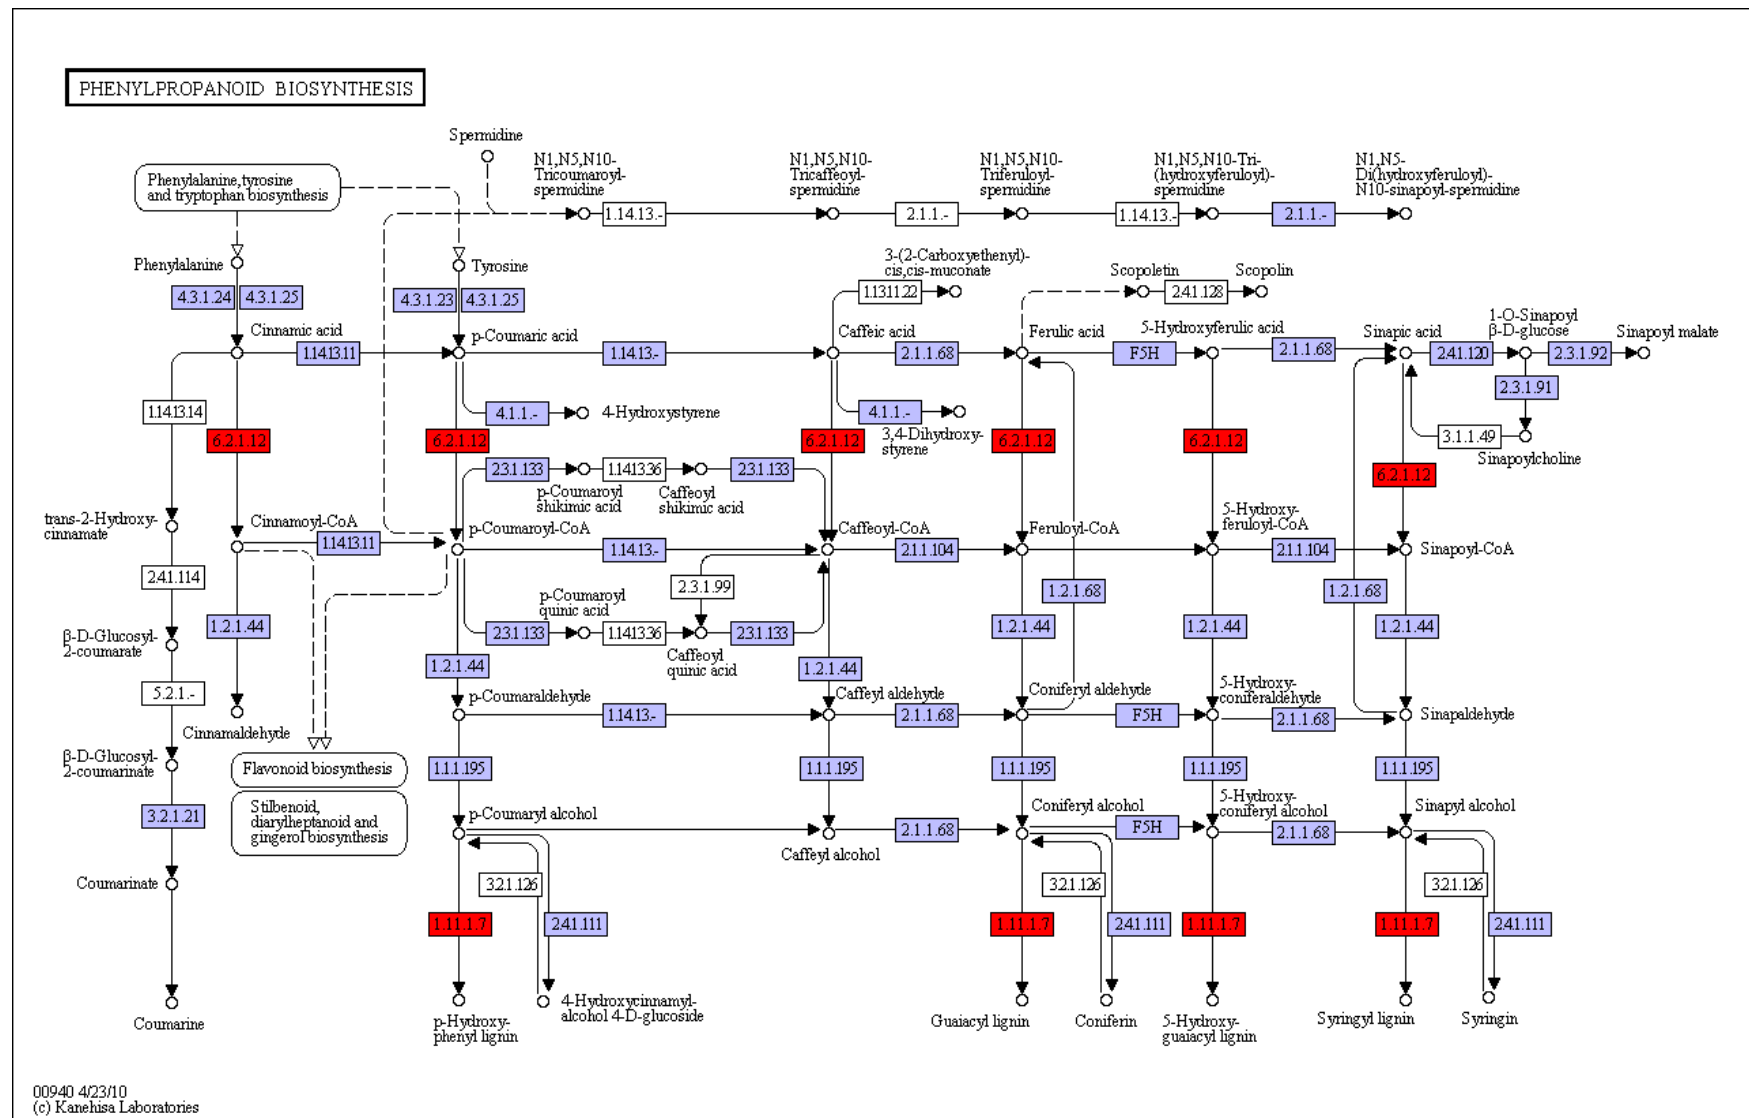 PHENYLPROPANOID BIOSYNTHESIS
Spermidine
Phenylalanine,tyrosine
and tryptophan biosynthesis
N1,N5,N10-
Tricoumaroyl-
spermidine
N1,N5,N10-
Tricaffeoyl-
spermidine
N1,N5,N10-
Triferuloyl-
spermidine
N1,N5,N10-Tri-
(hydroxyferuloyl)-
spermidine
N1,N5-
Di(hydroxyferuloyl)-
N10-sinapoyl-spermidine
1.14.13.-
2.1.1.-
1.14.13.-
2.1.1.-
Phenylalanine
Tyrosine
3-(2-Carboxyethenyl)-
cis,cis-muconate
Scopoletin
Scopolin
4.3.1.24
4.3.1.25
4.3.1.23
4.3.1.25
1.13.11.22
2.4.1.128
Cinnamic acid
p-Coumaric acid
Caffeic acid
Ferulic acid
5-Hydroxyferulic acid
Sinapic acid
1-O-Sinapoyl
β-D-glucose
Sinapoyl malate
1.14.13.11
1.14.13.-
2.1.1.68
F5H
2.1.1.68
2.4.1.120
2.3.1.92
2.3.1.91
1.14.13.14
4.1.1.-
4-Hydroxystyrene
4.1.1.-
3,4-Dihydroxy-
styrene
3.1.1.49
Sinapoylcholine
6.2.1.12
6.2.1.12
6.2.1.12
6.2.1.12
6.2.1.12
6.2.1.12
2.3.1.133
1.14.13.36
2.3.1.133
p-Coumaroyl
shikimic acid
Caffeoyl
shikimic acid
trans-2-Hydroxy-
cinnamate
Cinnamoyl-CoA
p-Coumaroyl-CoA
Caffeoyl-CoA
Feruloyl-CoA
5-Hydroxy-
feruloyl-CoA
Sinapoyl-CoA
1.14.13.11
1.14.13.-
2.1.1.104
2.1.1.104
2.4.1.114
2.3.1.99
1.2.1.68
1.2.1.68
p-Coumaroyl
quinic acid
2.3.1.133
1.14.13.36
2.3.1.133
Caffeoyl
quinic acid
β-D-Glucosyl-
2-coumarate
1.2.1.44
1.2.1.44
1.2.1.44
1.2.1.44
1.2.1.44
1.2.1.44
5.2.1.-
Cinnamaldehyde
p-Coumaraldehyde
Caffeyl aldehyde
Coniferyl aldehyde
5-Hydroxy-
coniferaldehyde
Sinapaldehyde
1.14.13.-
2.1.1.68
F5H
2.1.1.68
β-D-Glucosyl-
2-coumarinate
Flavonoid biosynthesis
1.1.1.195
1.1.1.195
1.1.1.195
1.1.1.195
1.1.1.195
3.2.1.21
Stilbenoid,
diarylheptanoid and
gingerol biosynthesis
p-Coumaryl alcohol
Caffeyl alcohol
Coniferyl alcohol
5-Hydroxy-
coniferyl alcohol
Sinapyl alcohol
2.1.1.68
F5H
2.1.1.68
Coumarinate
3.2.1.126
3.2.1.126
3.2.1.126
1.11.1.7
2.4.1.111
1.11.1.7
2.4.1.111
1.11.1.7
1.11.1.7
2.4.1.111
Coumarine
p-Hydroxy-
phenyl lignin
4-Hydroxycinnamyl-
alcohol 4-D-glucoside
Guaiacyl lignin
Coniferin
5-Hydroxy-
guaiacyl lignin
Syringyl lignin
Syringin
00940 4/23/10
(c) Kanehisa Laboratories